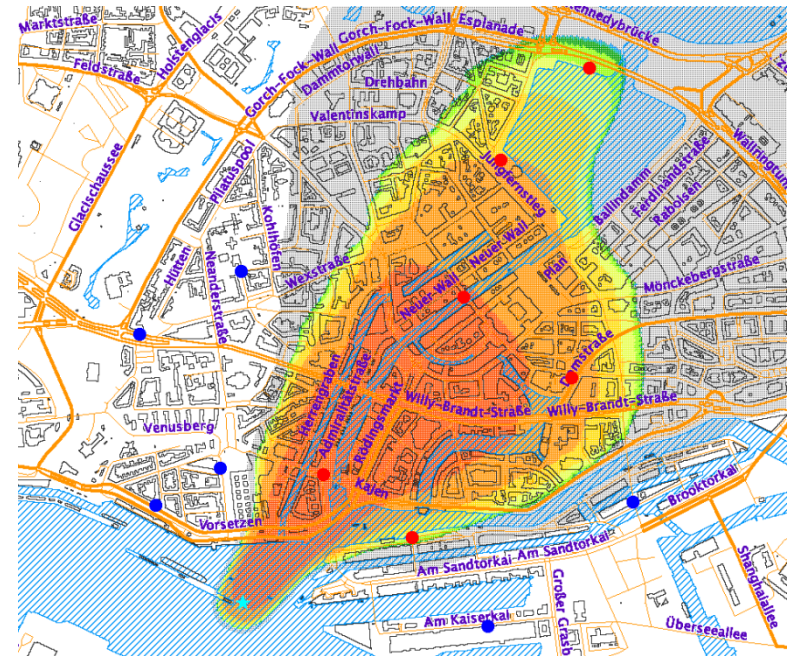 Marktstraße
Holstenglacis
Feldstraße
Gorch-Fock-Wall
Gorch-Fock-Wall
Esplanade
Kennedybrücke
Dammtorwall
Drehbahn
Valentinskamp
Glacischaussee
Pilatuspool
Kohlhöfen
Hütten
Neanderstraße
Wexstraße
Jungfernstieg
Ballindamm
Ferdinandstraße
Raboisen
Wallringtun
Neuer Wall
Neuer Wall
Plan
Mönckebergstraße
Domstraße
Herrengraben
Admiralitätstraße
Rödingsmarkt
Willy-Brandt-Straße
Willy-Brandt-Straße
Venusberg
Kajen
Vorsetzen
Brooktorkai
Am Sandtorkai
Am Sandtorkai
Shanghaiallee
Großer Grasb
Am Kaiserkai
Überseeallee